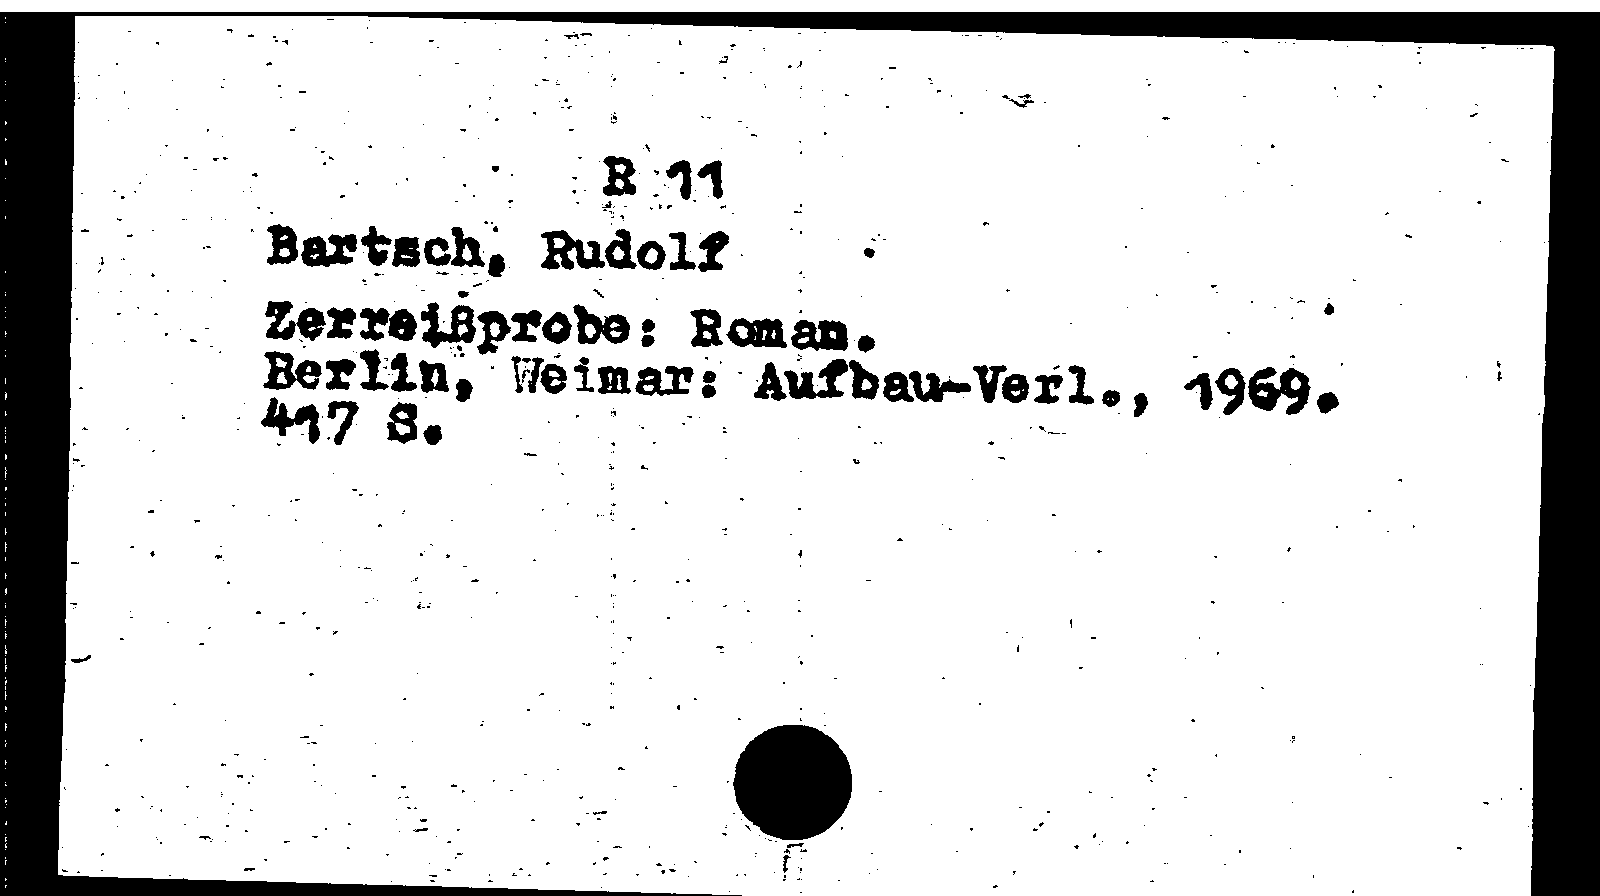 R 11
Bartsch, Rudolf
Zerreißprobe: Roman.
Berlin, Weimar: Aufbau-Verl., 1969.
417 S.